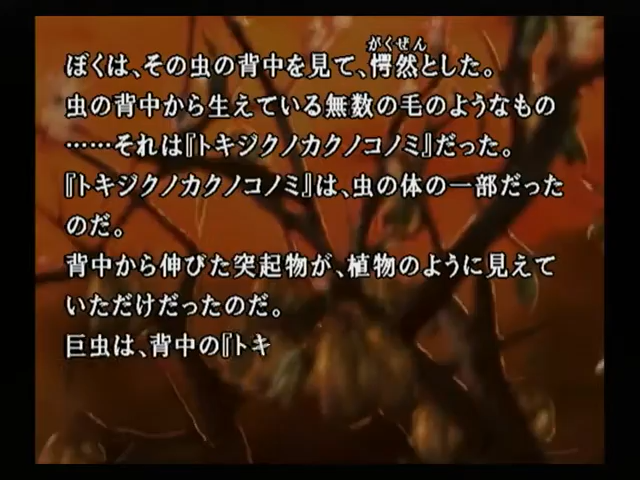 がくぜん
ぼくは、その虫の背中を見て、愕然とした。
虫の背中から生えている無数の毛のようなもの
……それは『トキジクノカクノコノミ』だった。
『トキジクノカクノコノミ』は、虫の体の一部だった
のだ。
背中から伸びた突起物が、植物のように見えて
いただけだったのだ。
巨虫は、背中の『トキ